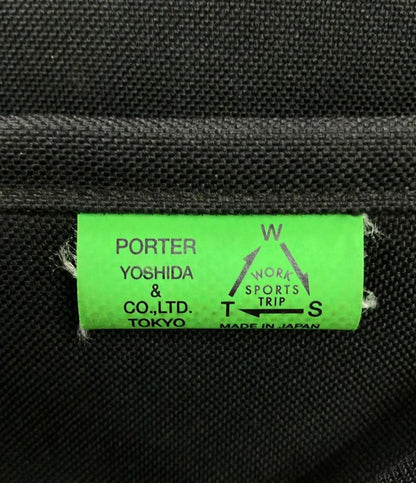 PORTER
YOSHIDA
&
CO.,LTD.
TOKYO
W
WORK
SPORTS
TRIP
T S
MADE IN JAPAN